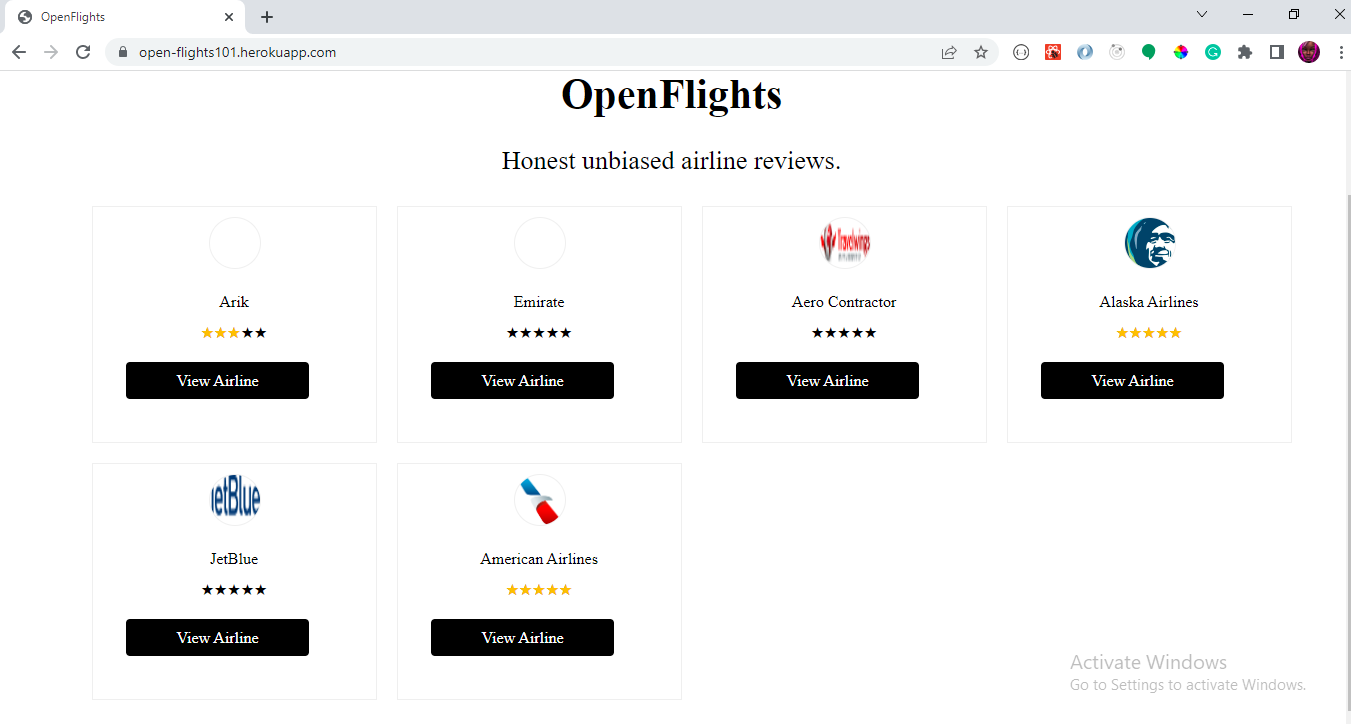 OpenFlights
open-flights101.herokuapp.com
OpenFlights
Honest unbiased airline reviews.
Travelwings
Arik
Emirate
Aero Contractor
Alaska Airlines
★★★★★
★★★★★
★★★★★
★★★★★
View Airline
View Airline
View Airline
View Airline
jetBlue
JetBlue
American Airlines
★★★★★
★★★★★
View Airline
View Airline
Activate Windows
Go to Settings to activate Windows.